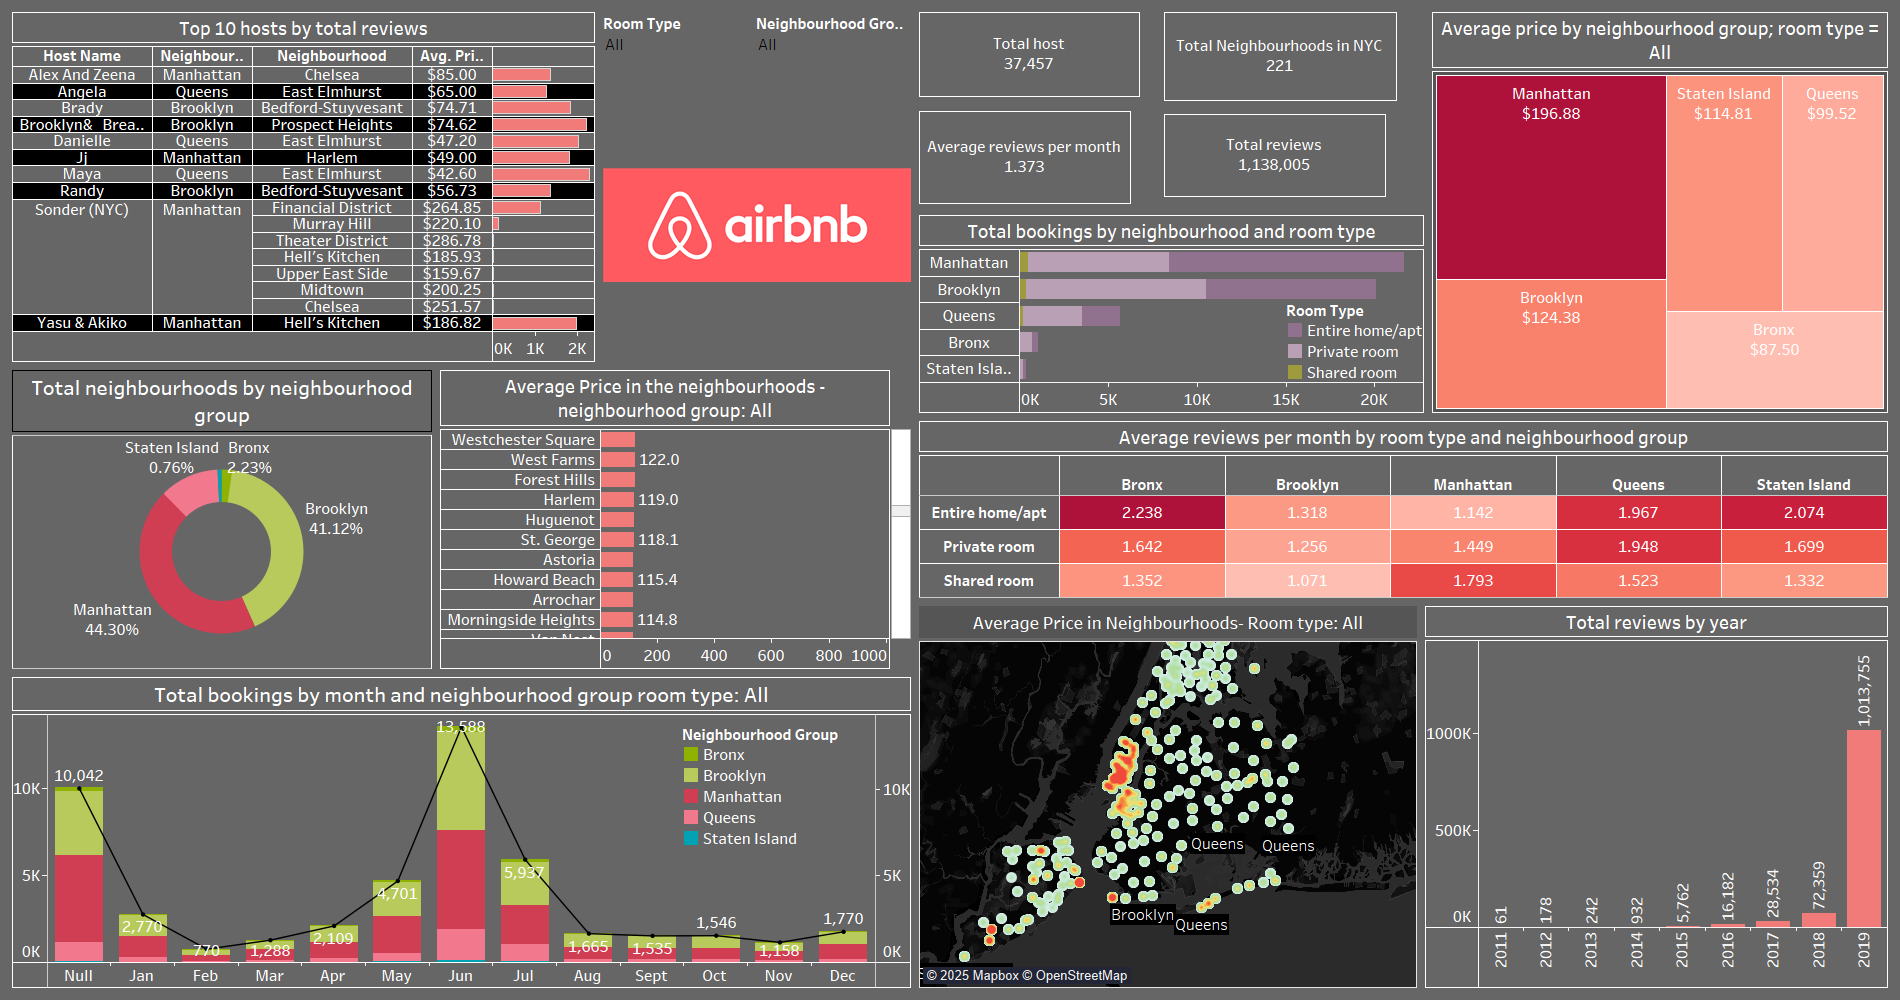 Top 10 hosts by total reviews
Host Name Neighbour.. Neighbourhood Avg. Pri..
Alex And Zeena Manhattan Chelsea $85.00
Angela Queens East Elmhurst $65.00
Brady Brooklyn Bedford-Stuyvesant $74.71
Brooklyn& Brea.. Brooklyn Prospect Heights $74.62
Danielle Queens East Elmhurst $47.20
Jj Manhattan Harlem $49.00
Maya Queens East Elmhurst $42.60
Randy Brooklyn Bedford-Stuyvesant $56.73
Sonder (NYC) Manhattan Financial District $264.85
Murray Hill $220.10
Theater District $286.78
Hell's Kitchen $185.93
Upper East Side $159.67
Midtown $200.25
Chelsea $251.57
Yasu & Akiko Manhattan Hell's Kitchen $186.82
0K 1K 2K
Room Type
All
Neighbourhood Gro..
All
airbnb
Total host
37,457
Total Neighbourhoods in NYC
221
Average reviews per month
1.373
Total reviews
1,138,005
Average price by neighbourhood group; room type =
All
Manhattan
$196.88
Staten Island
$114.81
Queens
$99.52
Brooklyn
$124.38
Bronx
$87.50
Total bookings by neighbourhood and room type
Manhattan
Brooklyn
Queens
Bronx
Staten Isla..
Room Type
Entire home/apt
Private room
Shared room
0K 5K 10K 15K 20K
Total neighbourhoods by neighbourhood
group
Staten Island
0.76%
Bronx
2.23%
Brooklyn
41.12%
Manhattan
44.30%
Average Price in the neighbourhoods -
neighbourhood group: All
Westchester Square
West Farms 122.0
Forest Hills
Harlem 119.0
Huguenot
St. George 118.1
Astoria
Howard Beach 115.4
Arrochar
Morningside Heights 114.8
Van Nest
0 200 400 600 800 1000
Average reviews per month by room type and neighbourhood group
Bronx Brooklyn Manhattan Queens Staten Island
Entire home/apt 2.238 1.318 1.142 1.967 2.074
Private room 1.642 1.256 1.449 1.948 1.699
Shared room 1.352 1.071 1.793 1.523 1.332
Total bookings by month and neighbourhood group room type: All
10K
5K
0K
10,042
2,770
770
1,288
2,109
4,701
13,588
5,937
1,665
1,535
1,546
1,158
1,770
Neighbourhood Group
Bronx
Brooklyn
Manhattan
Queens
Staten Island
10K
5K
0K
Null Jan Feb Mar Apr May Jun Jul Aug Sept Oct Nov Dec
Average Price in Neighbourhoods- Room type: All
Queens
Queens
Brooklyn
Queens
© 2025 Mapbox © OpenStreetMap
Total reviews by year
1000K
500K
0K
61
178
242
932
5,762
16,182
28,534
72,359
1,013,755
2011 2012 2013 2014 2015 2016 2017 2018 2019